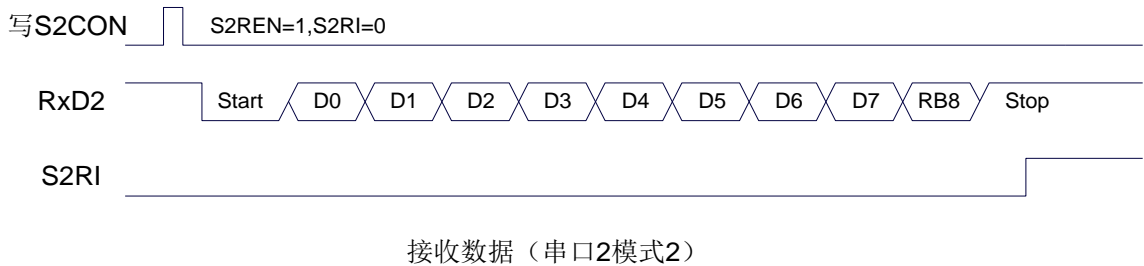 写S2CON S2REN=1,S2RI=0
RxD2 Start D0 D1 D2 D3 D4 D5 D6 D7 RB8 Stop
S2RI
接收数据（串口2模式2）